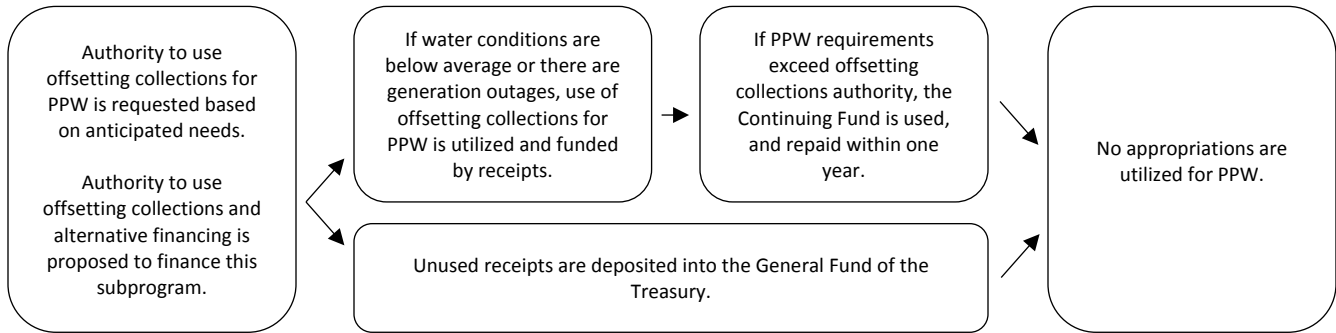 Authority to use
offsetting collections for
PPW is requested based
on anticipated needs.
Authority to use
offsetting collections and
alternative financing is
proposed to finance this
subprogram.
If water conditions are
below average or there are
generation outages, use of
offsetting collections for
PPW is utilized and funded
by receipts.
If PPW requirements
exceed offsetting
collections authority, the
Continuing Fund is used,
and repaid within one
year.
Unused receipts are deposited into the General Fund of the
Treasury.
No appropriations are
utilized for PPW.